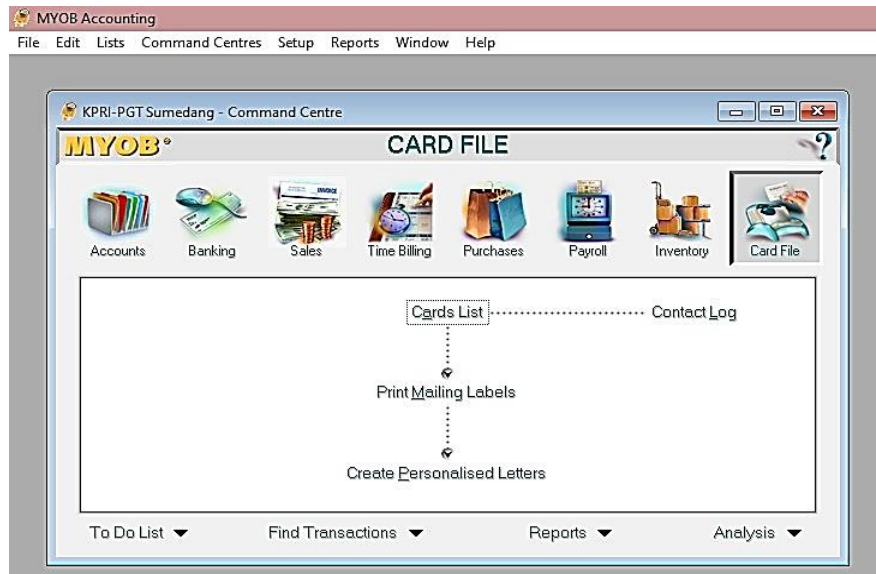 MYOB Accounting
File Edit Lists Command Centres Setup Reports Window Help
KPRI-PGT Sumedang - Command Centre
MYOB® CARD FILE ?
Accounts Banking Sales Time Billing Purchases Payroll Inventory Card File
Cards List Contact Log
Print Mailing Labels
Create Personalised Letters
To Do List Find Transactions Reports Analysis